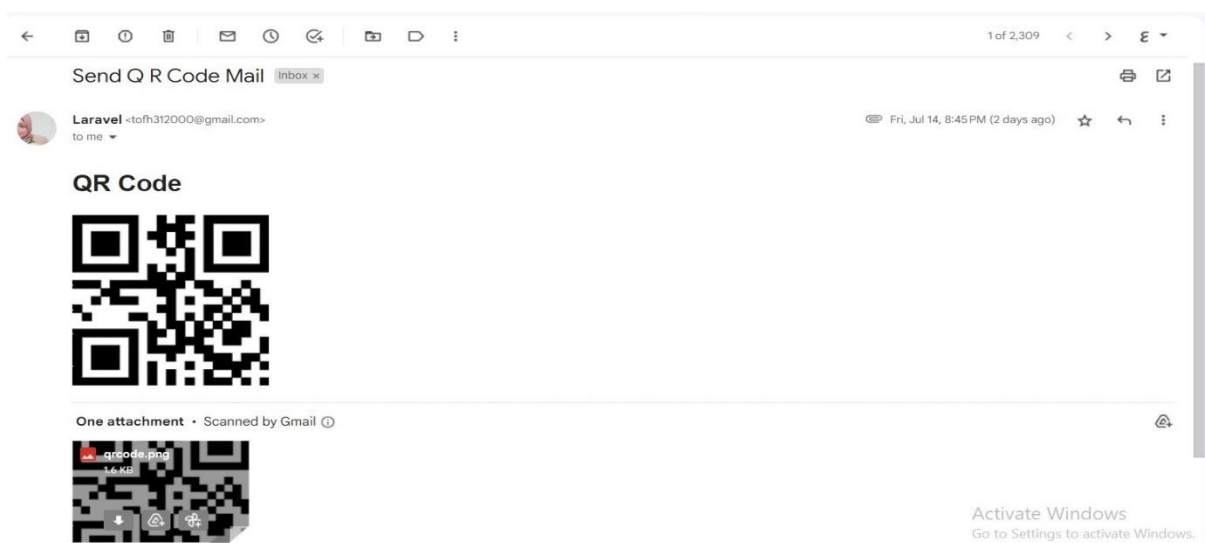 1 of 2,309
ε
Send Q R Code Mail Inbox ×
Laravel <tofh312000@gmail.com>
Fri, Jul 14, 8:45 PM (2 days ago)
to me
QR Code
One attachment • Scanned by Gmail
qrcode.png
1.6 KB
Activate Windows
Go to Settings to activate Windows.